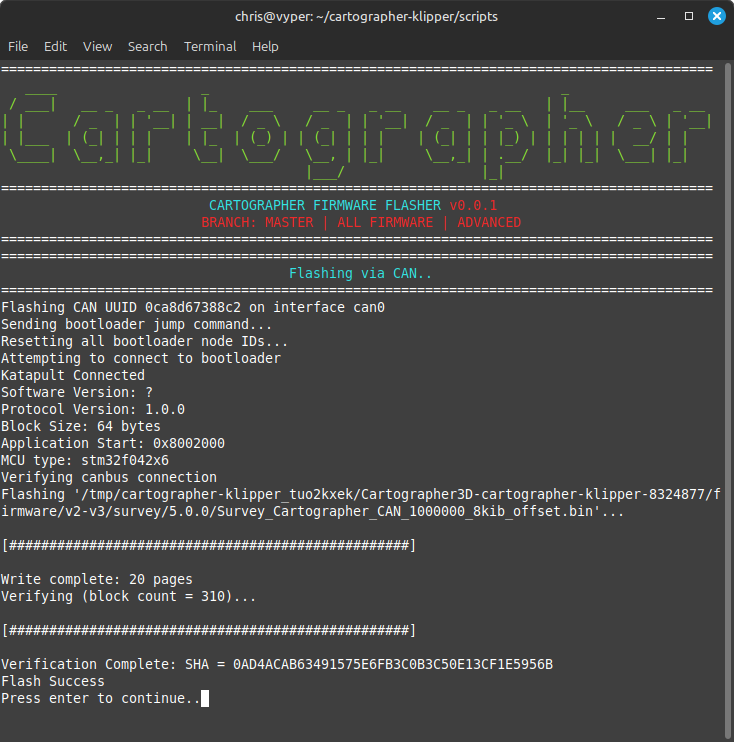 chris@vyper: ~/cartographer-klipper/scripts
File Edit View Search Terminal Help
=========================================================================================
Cartographer
=========================================================================================
CARTOGRAPHER FIRMWARE FLASHER v0.0.1
BRANCH: MASTER | ALL FIRMWARE | ADVANCED
=========================================================================================
=========================================================================================
Flashing via CAN..
=========================================================================================
Flashing CAN UUID 0ca8d67388c2 on interface can0
Sending bootloader jump command...
Resetting all bootloader node IDs...
Attempting to connect to bootloader
Katapult Connected
Software Version: ?
Protocol Version: 1.0.0
Block Size: 64 bytes
Application Start: 0x8002000
MCU type: stm32f042x6
Verifying canbus connection
Flashing '/tmp/cartographer-klipper_tuo2kxek/Cartographer3D-cartographer-klipper-8324877/f
irmware/v2-v3/survey/5.0.0/Survey_Cartographer_CAN_1000000_8kib_offset.bin'...
[##################################################]
Write complete: 20 pages
Verifying (block count = 310)...
[##################################################]
Verification Complete: SHA = 0AD4ACAB63491575E6FB3C0B3C50E13CF1E5956B
Flash Success
Press enter to continue..